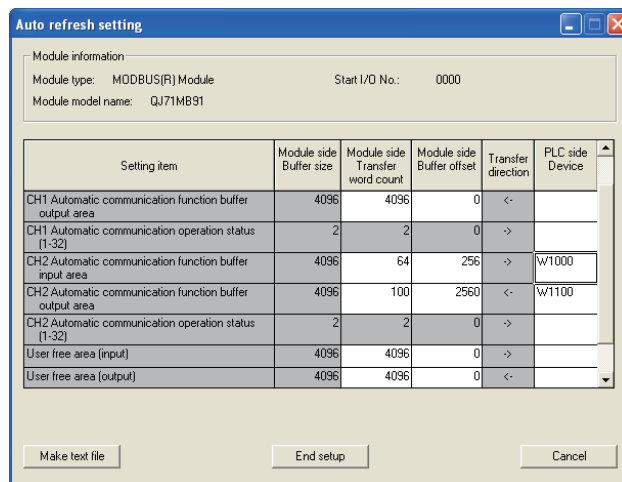 Auto refresh setting
Module information
Module type: MODBUS(R) Module Start I/O No.: 0000
Module model name: QJ71MB91
Setting item Module side Buffer size Module side Transfer word count Module side Buffer offset Transfer direction PLC side Device
CH1 Automatic communication function buffer output area 4096 4096 0 <-
CH1 Automatic communication operation status (1-32) 2 2 0 ->
CH2 Automatic communication function buffer input area 4096 64 256 -> W1000
CH2 Automatic communication function buffer output area 4096 100 2560 <- W1100
CH2 Automatic communication operation status (1-32) 2 2 0 ->
User free area (input) 4096 4096 0 ->
User free area (output) 4096 4096 0 <-
Make text file End setup Cancel